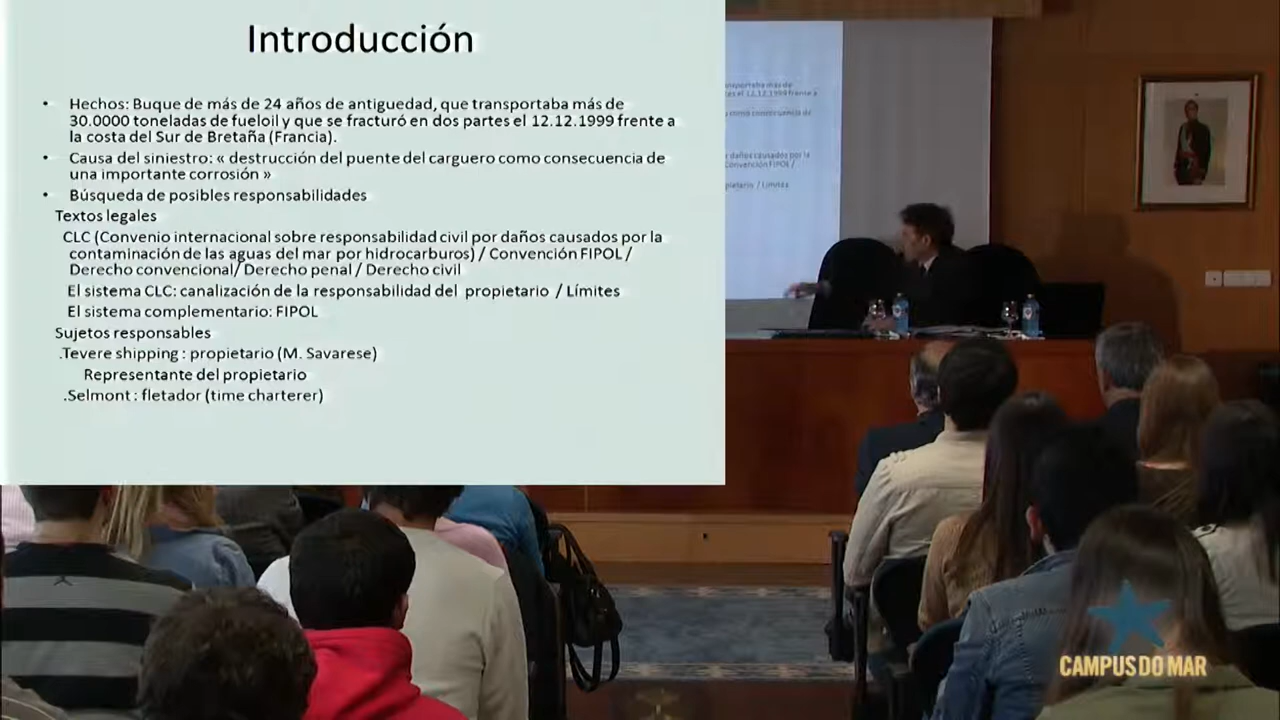 Introducción
• Hechos: Buque de más de 24 años de antiguedad, que transportaba más de
30.0000 toneladas de fueloil y que se fracturó en dos partes el 12.12.1999 frente a
la costa del Sur de Bretaña (Francia).
• Causa del siniestro: « destrucción del puente del carguero como consecuencia de
una importante corrosión »
• Búsqueda de posibles responsabilidades
Textos legales
CLC (Convenio internacional sobre responsabilidad civil por daños causados por la
contaminación de las aguas del mar por hidrocarburos) / Convención FIPOL /
Derecho convencional/ Derecho penal / Derecho civil
El sistema CLC: canalización de la responsabilidad del propietario / Límites
El sistema complementario: FIPOL
Sujetos responsables
.Tevere shipping : propietario (M. Savarese)
Representante del propietario
.Selmont : fletador (time charterer)
CAMPUS DO MAR